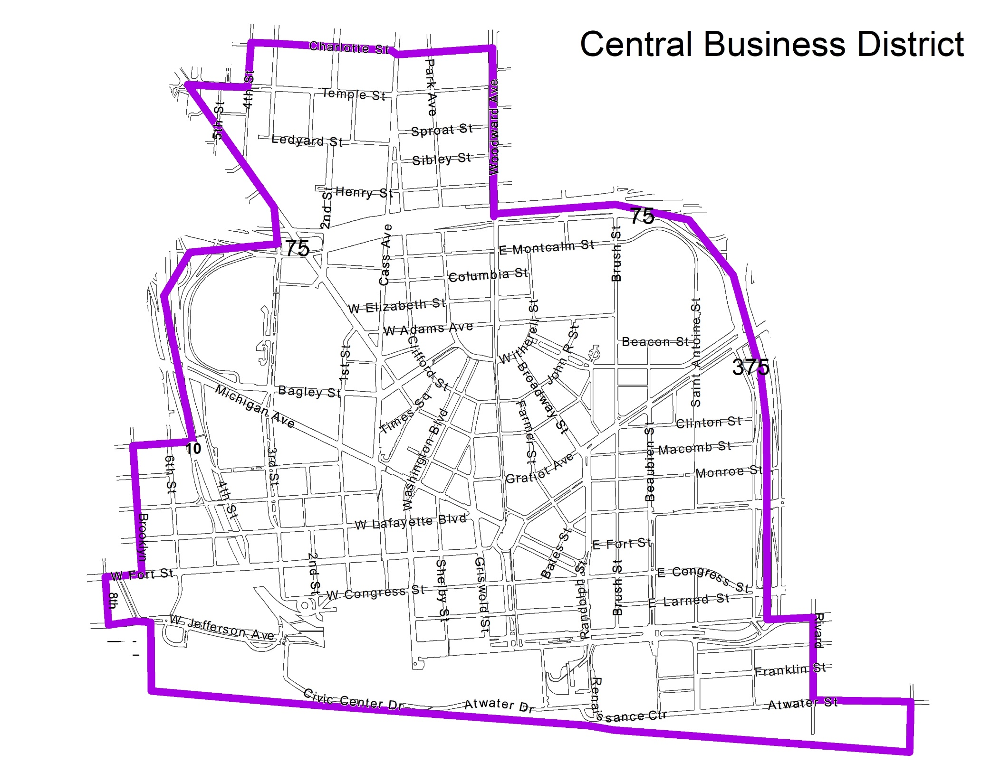 Central Business District
Charlotte St
Park Ave
4th St
Temple St
Woodward Ave
5th St
Sproat St
Ledyard St
Sibley St
Henry St
2nd St
75
75
Cass Ave
Brush St
E Montcalm St
Columbia St
W Elizabeth St
Witherell St
Saint Antoine St
W Adams Ave
John R St
Clifford St
Beacon St
1st St
Broadway St
375
Michigan Ave
Bagley St
Times Sq
Farmer St
Washington Blvd
Clinton St
Beaubien St
10
Macomb St
6th St
3rd St
Gratiot Ave
Monroe St
4th St
Brooklyn
W Lafayette Blvd
Bates St
E Fort St
2nd St
Shelby St
Griswold St
Randolph St
Brush St
W Fort St
E Congress St
8th
W Congress St
E Larned St
W Jefferson Ave
Rivard
Franklin St
Civic Center Dr
Atwater Dr
Renaissance Ctr
Atwater St